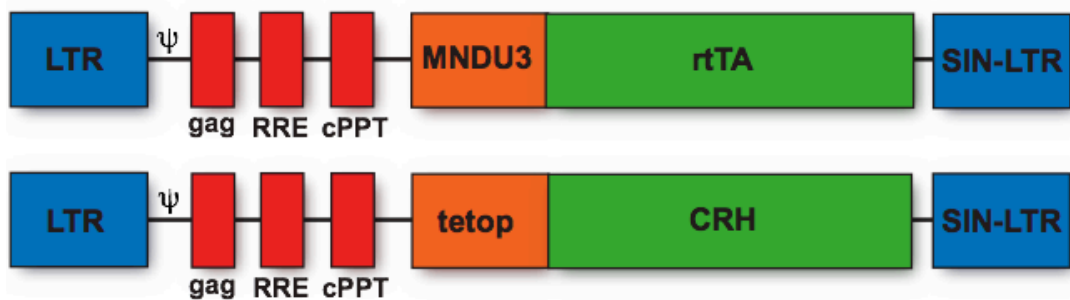 LTR ψ MNDU3 rtTA SIN-LTR
gag RRE cPPT
LTR ψ tetop CRH SIN-LTR
gag RRE cPPT